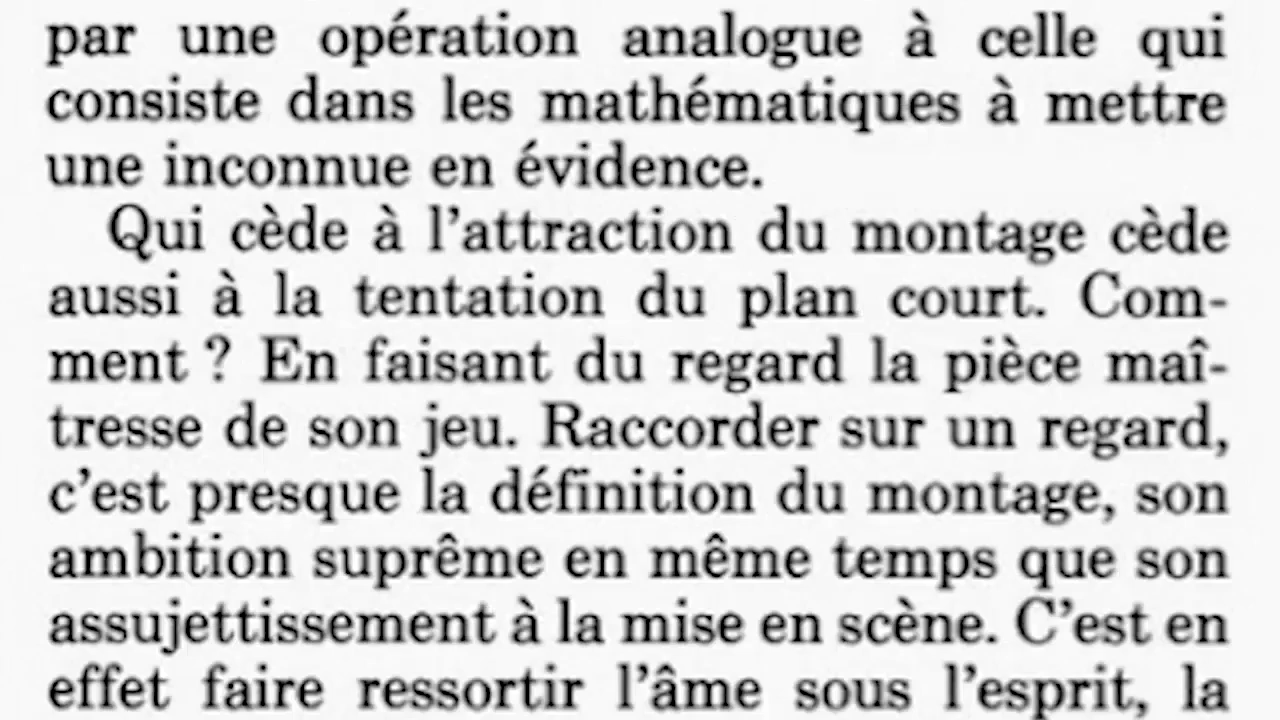 par une opération analogue à celle qui
consiste dans les mathématiques à mettre
une inconnue en évidence.
Qui cède à l'attraction du montage cède
aussi à la tentation du plan court. Com-
ment ? En faisant du regard la pièce maî-
tresse de son jeu. Raccorder sur un regard,
c'est presque la définition du montage, son
ambition suprême en même temps que son
assujettissement à la mise en scène. C'est en
effet faire ressortir l'âme sous l'esprit, la